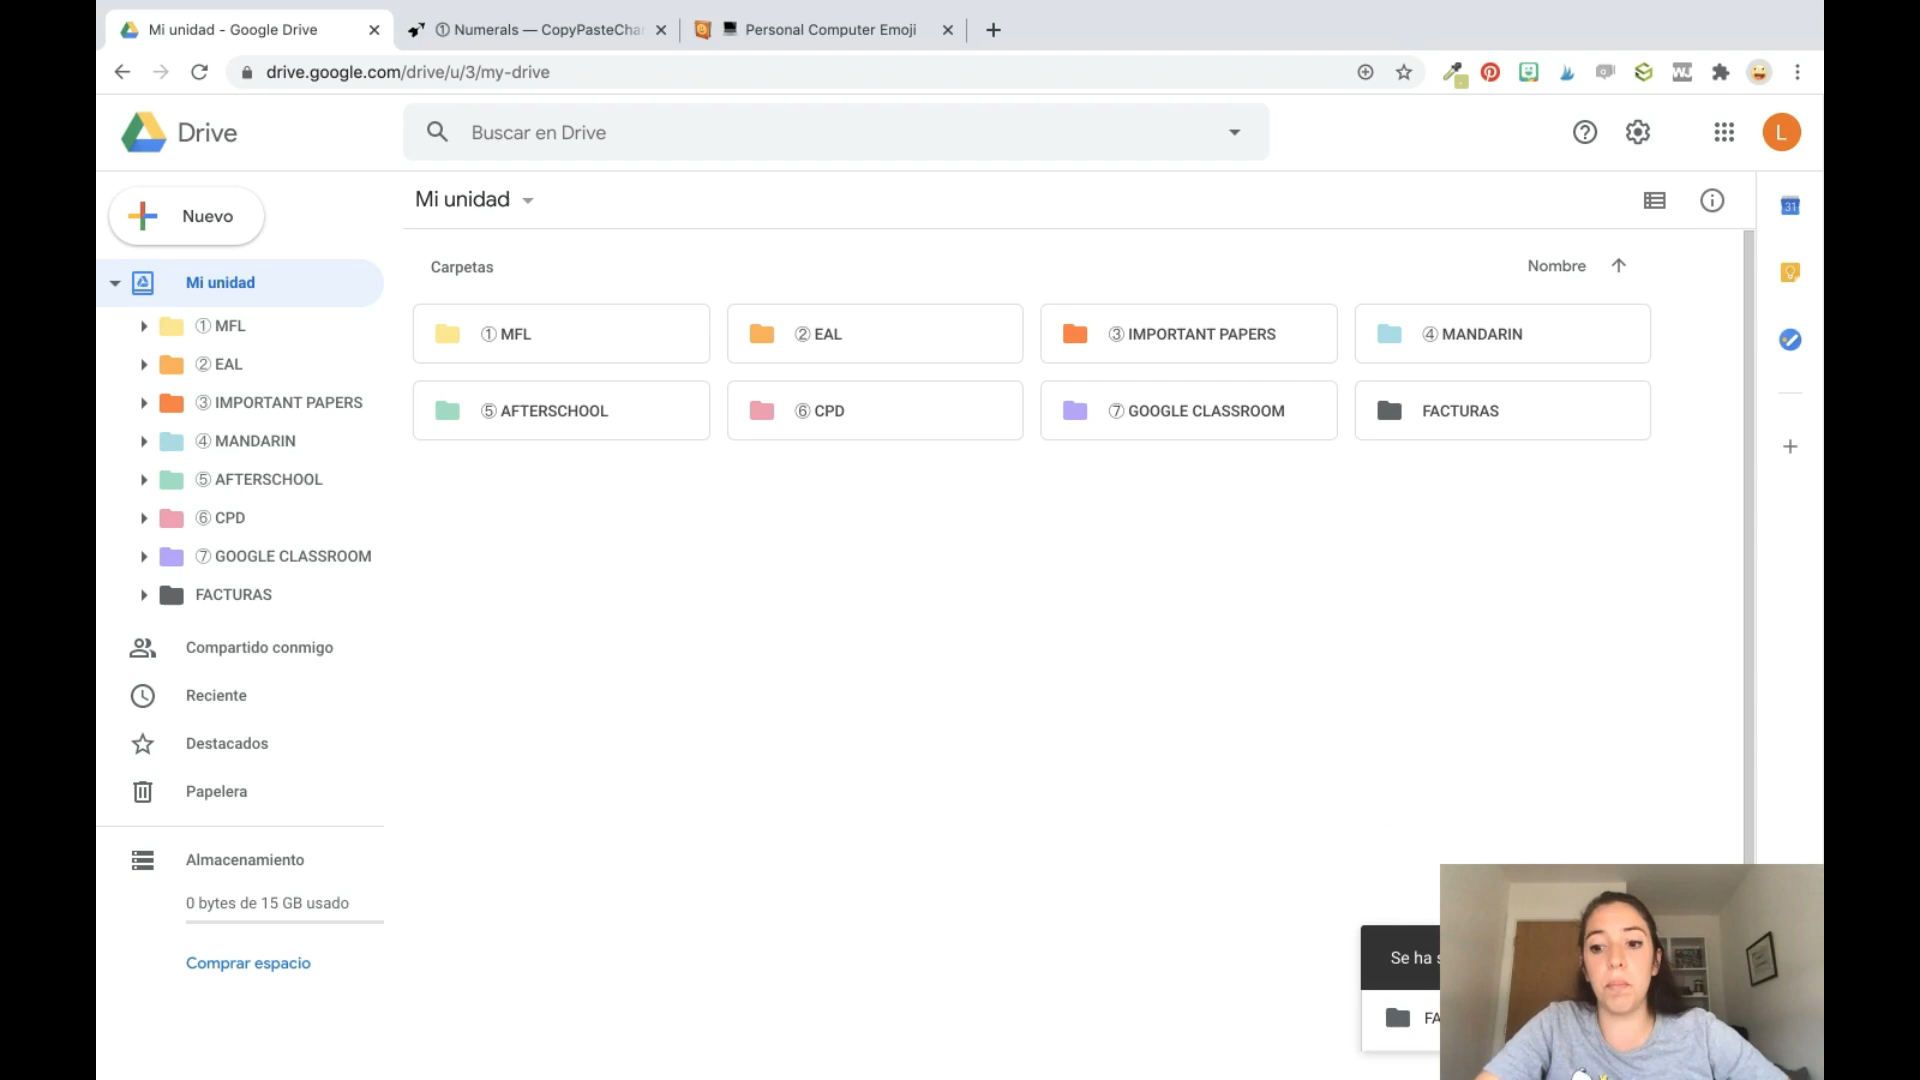 Mi unidad - Google Drive
① Numerals — CopyPasteCha
Personal Computer Emoji
drive.google.com/drive/u/3/my-drive
Drive
Buscar en Drive
L
Nuevo
Mi unidad
31
Carpetas
Nombre
Mi unidad
① MFL
② EAL
③ IMPORTANT PAPERS
④ MANDARIN
⑤ AFTERSCHOOL
⑥ CPD
⑦ GOOGLE CLASSROOM
FACTURAS
① MFL
② EAL
③ IMPORTANT PAPERS
④ MANDARIN
⑤ AFTERSCHOOL
⑥ CPD
⑦ GOOGLE CLASSROOM
FACTURAS
Compartido conmigo
Reciente
Destacados
Papelera
Almacenamiento
0 bytes de 15 GB usado
Comprar espacio
Se ha s
FA